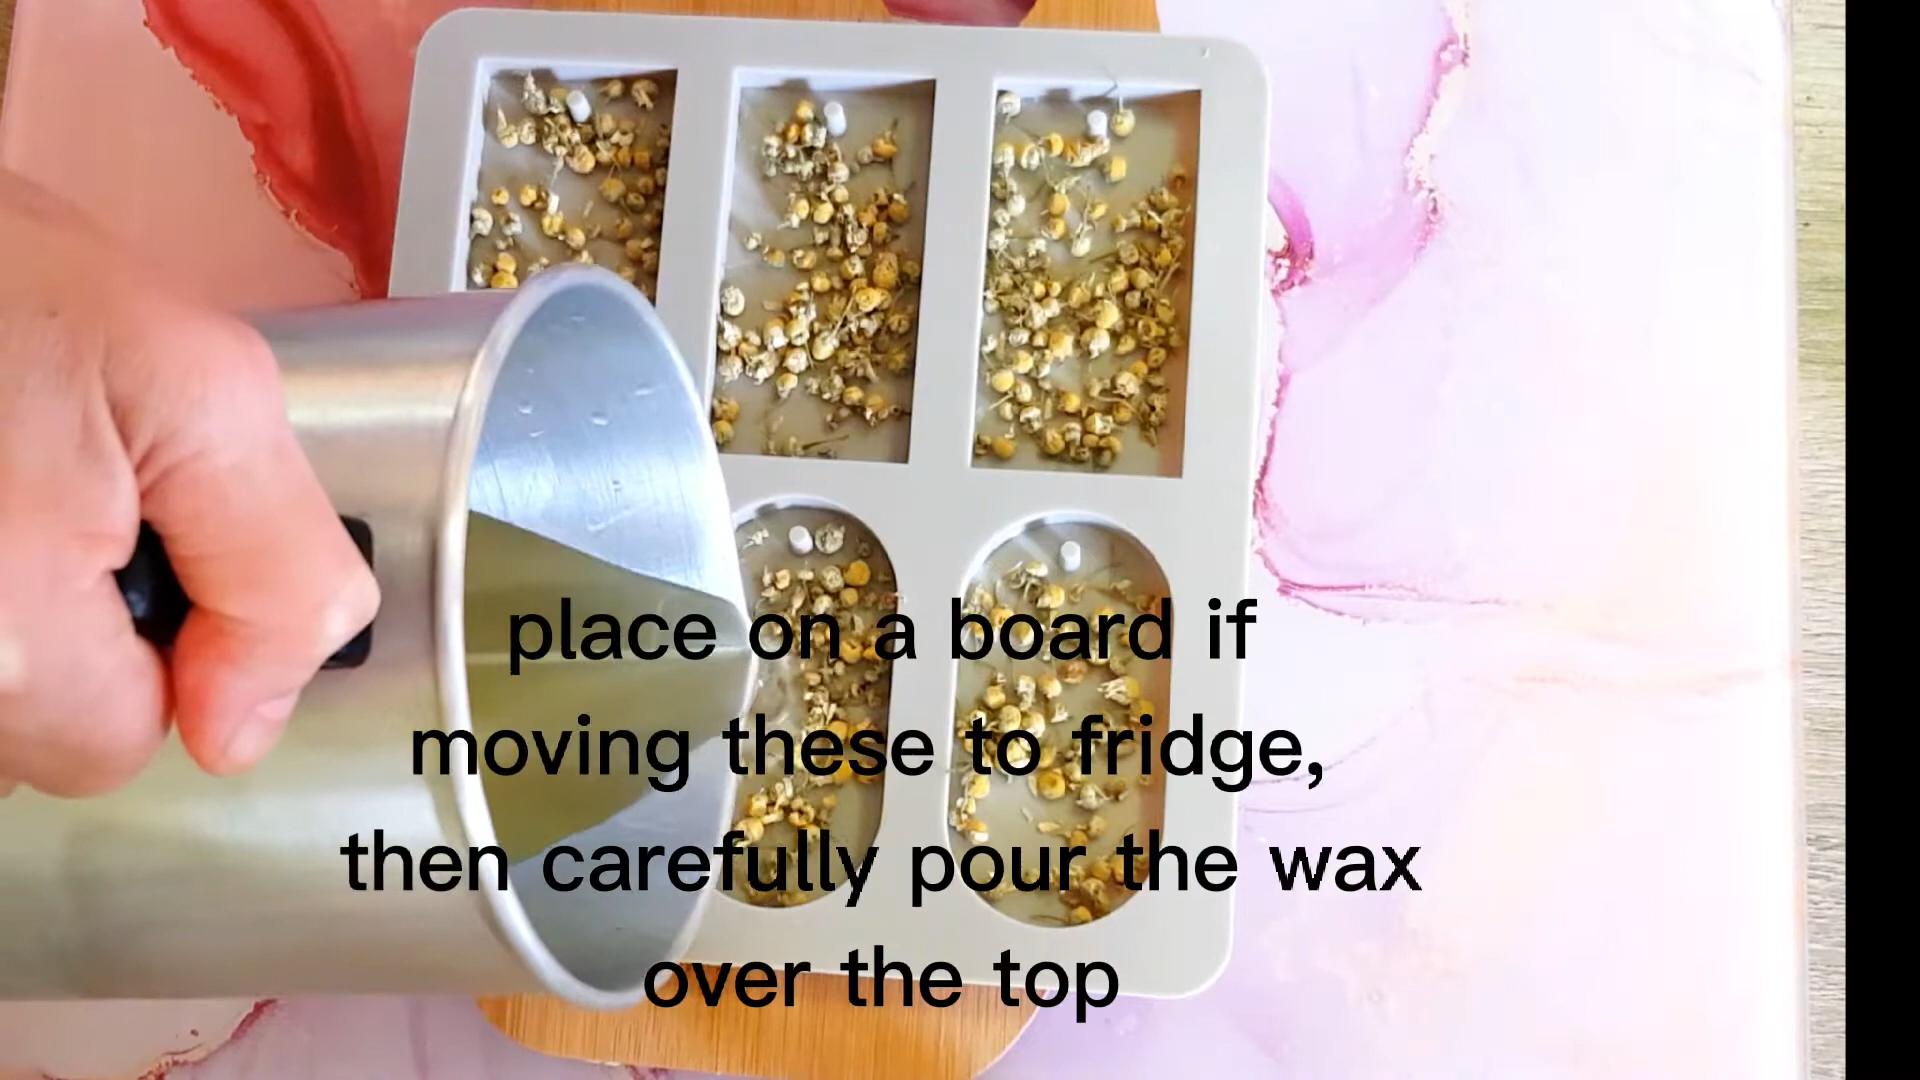 place on a board if
moving these to fridge,
then carefully pour the wax
over the top